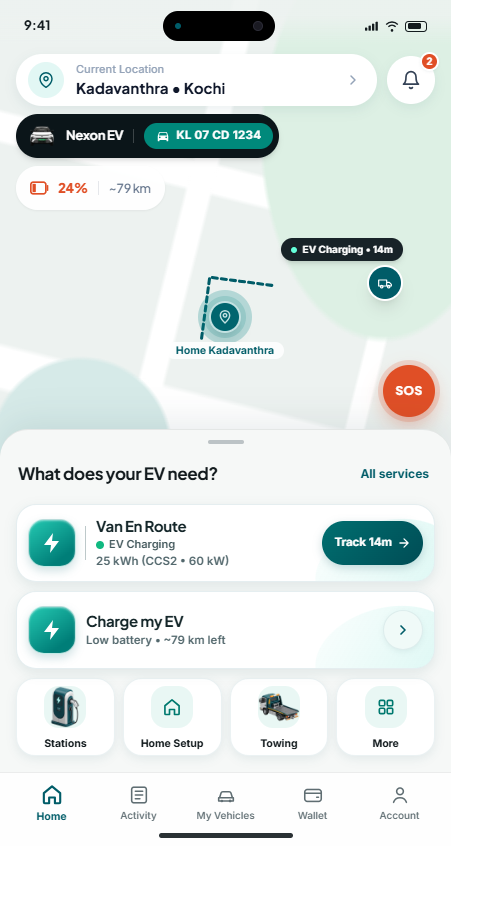 9:41
Current Location
Kadavanthra • Kochi
2
Nexon EV
KL 07 CD 1234
24%
~79 km
EV Charging • 14m
Home Kadavanthra
SOS
What does your EV need?
All services
Van En Route
EV Charging
25 kWh (CCS2 • 60 kW)
Track 14m →
Charge my EV
Low battery • ~79 km left
Stations
Home Setup
Towing
More
Home
Activity
My Vehicles
Wallet
Account